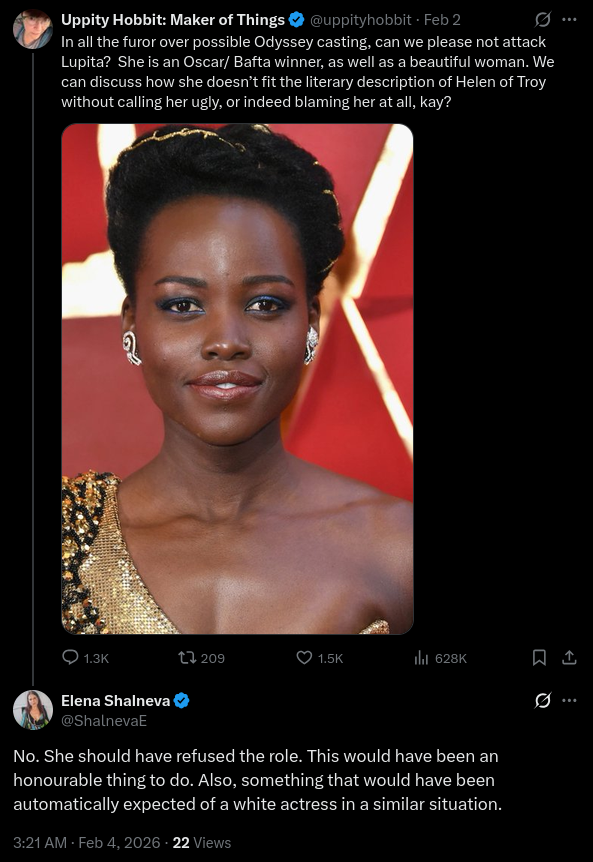 Uppity Hobbit: Maker of Things @uppityhobbit · Feb 2
In all the furor over possible Odyssey casting, can we please not attack
Lupita?  She is an Oscar/ Bafta winner, as well as a beautiful woman. We
can discuss how she doesn’t fit the literary description of Helen of Troy
without calling her ugly, or indeed blaming her at all, kay?
1.3K 209 1.5K 628K
Elena Shalneva
@ShalnevaE
No. She should have refused the role. This would have been an
honourable thing to do. Also, something that would have been
automatically expected of a white actress in a similar situation.
3:21 AM · Feb 4, 2026 · 22 Views